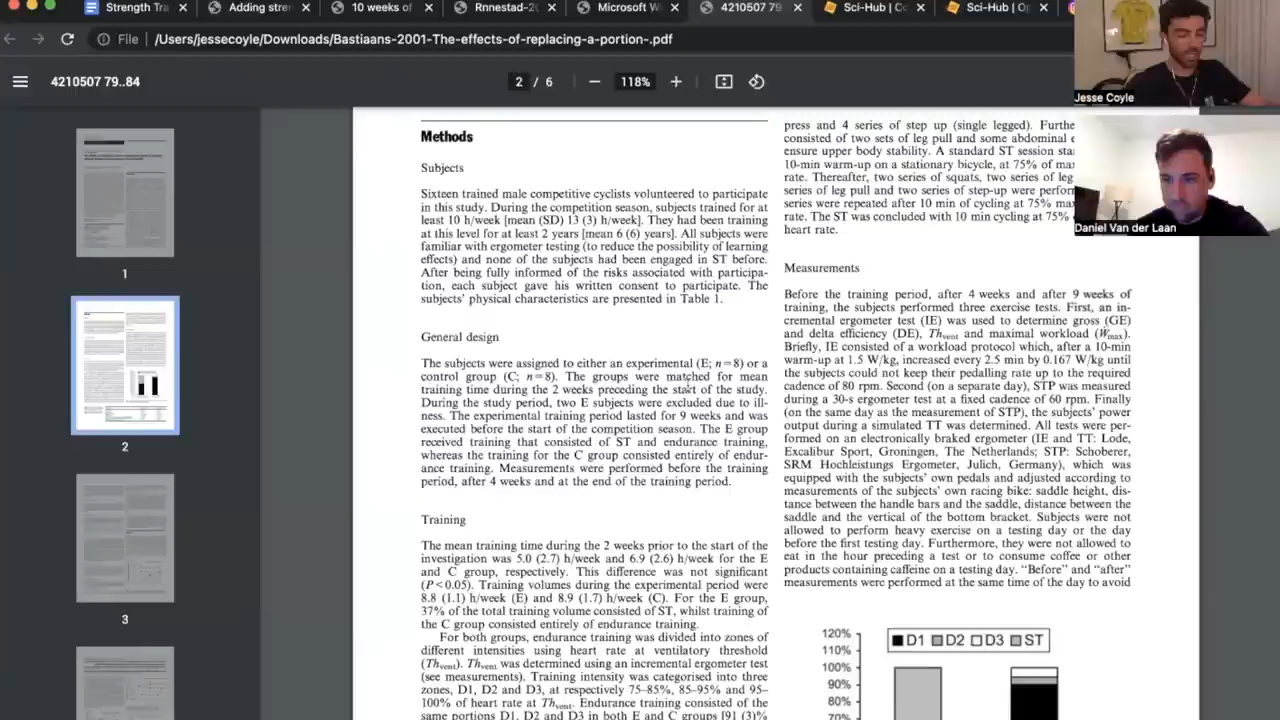 Strength Tra
Adding stren
10 weeks of
Rnnestad-2
Microsoft W
4210507 79
Sci-Hub | C
Sci-Hub | O
File | /Users/jessecoyle/Downloads/Bastiaans-2001-The-effects-of-replacing-a-portion-.pdf
4210507 79..84
2 / 6
118%
1
2
3
Methods
Subjects
Sixteen trained male competitive cyclists volunteered to participate
in this study. During the competition season, subjects trained for at
least 10 h/week [mean (SD) 13 (3) h/week]. They had been training
at this level for at least 2 years [mean 6 (6) years]. All subjects were
familiar with ergometer testing (to reduce the possibility of learning
effects) and none of the subjects had been engaged in ST before.
After being fully informed of the risks associated with participa-
tion, each subject gave his written consent to participate. The
subjects' physical characteristics are presented in Table 1.
General design
The subjects were assigned to either an experimental (E; n=8) or a
control group (C; n=8). The groups were matched for mean
training time during the 2 weeks preceding the start of the study.
During the study period, two E subjects were excluded due to ill-
ness. The experimental training period lasted for 9 weeks and was
executed before the start of the competition season. The E group
received training that consisted of ST and endurance training,
whereas the training for the C group consisted entirely of endur-
ance training. Measurements were performed before the training
period, after 4 weeks and at the end of the training period.
Training
The mean training time during the 2 weeks prior to the start of the
investigation was 5.0 (2.7) h/week and 6.9 (2.6) h/week for the E
and C group, respectively. This difference was not significant
(P<0.05). Training volumes during the experimental period were
8.8 (1.1) h/week (E) and 8.9 (1.7) h/week (C). For the E group,
37% of the total training volume consisted of ST, whilst training of
the C group consisted entirely of endurance training.
For both groups, endurance training was divided into zones of
different intensities using heart rate at ventilatory threshold
(Thvent). Thvent was determined using an incremental ergometer test
(see measurements). Training intensity was categorised into three
zones, D1, D2 and D3, at respectively 75–85%, 85–95% and 95–
100% of heart rate at Thvent. Endurance training consisted of the
same portions D1, D2 and D3 in both E and C groups [91 (3)%
press and 4 series of step up (single legged). Furthe
consisted of two sets of leg pull and some abdominal e
ensure upper body stability. A standard ST session sta
10-min warm-up on a stationary bicycle, at 75% of ma
rate. Thereafter, two series of squats, two series of leg
series of leg pull and two series of step-up were perform
series were repeated after 10 min of cycling at 75% max
rate. The ST was concluded with 10 min cycling at 75%
heart rate.
Measurements
Before the training period, after 4 weeks and after 9 weeks of
training, the subjects performed three exercise tests. First, an in-
cremental ergometer test (IE) was used to determine gross (GE)
and delta efficiency (DE), Thvent and maximal workload (Ẇmax).
Briefly, IE consisted of a workload protocol which, after a 10-min
warm-up at 1.5 W/kg, increased every 2.5 min by 0.167 W/kg until
the subjects could not keep their pedalling rate up to the required
cadence of 80 rpm. Second (on a separate day), STP was measured
during a 30-s ergometer test at a fixed cadence of 60 rpm. Finally
(on the same day as the measurement of STP), the subjects' power
output during a simulated TT was determined. All tests were per-
formed on an electronically braked ergometer (IE and TT: Lode,
Excalibur Sport, Groningen, The Netherlands; STP: Schoberer,
SRM Hochleistungs Ergometer, Julich, Germany), which was
equipped with the subjects' own pedals and adjusted according to
measurements of the subjects' own racing bike: saddle height, dis-
tance between the handle bars and the saddle, distance between the
saddle and the vertical of the bottom bracket. Subjects were not
allowed to perform heavy exercise on a testing day or the day
before the first testing day. Furthermore, they were not allowed to
eat in the hour preceding a test or to consume coffee or other
products containing caffeine on a testing day. "Before" and "after"
measurements were performed at the same time of the day to avoid
D1 D2 D3 ST
120%
110%
100%
90%
80%
70%
Jesse Coyle
Daniel Van der Laan